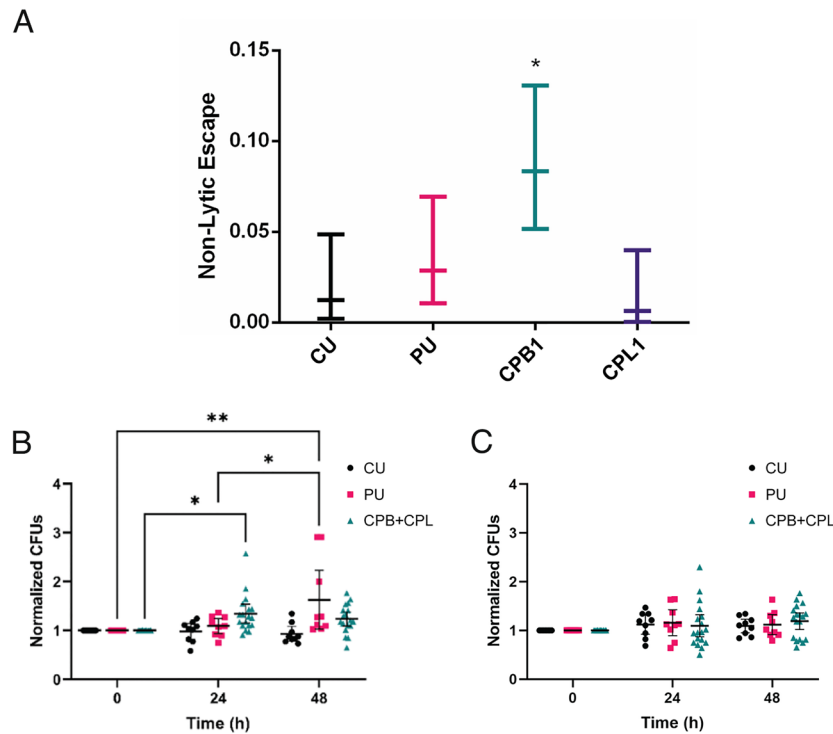 A
Non-Lytic Escape
0.15
0.10
0.05
0.00
*
CU
PU
CPB1
CPL1
B
Normalized CFUs
4
3
2
1
0
**
*
*
CU
PU
CPB+CPL
0 24 48
Time (h)
C
Normalized CFUs
4
3
2
1
0
CU
PU
CPB+CPL
0 24 48
Time (h)